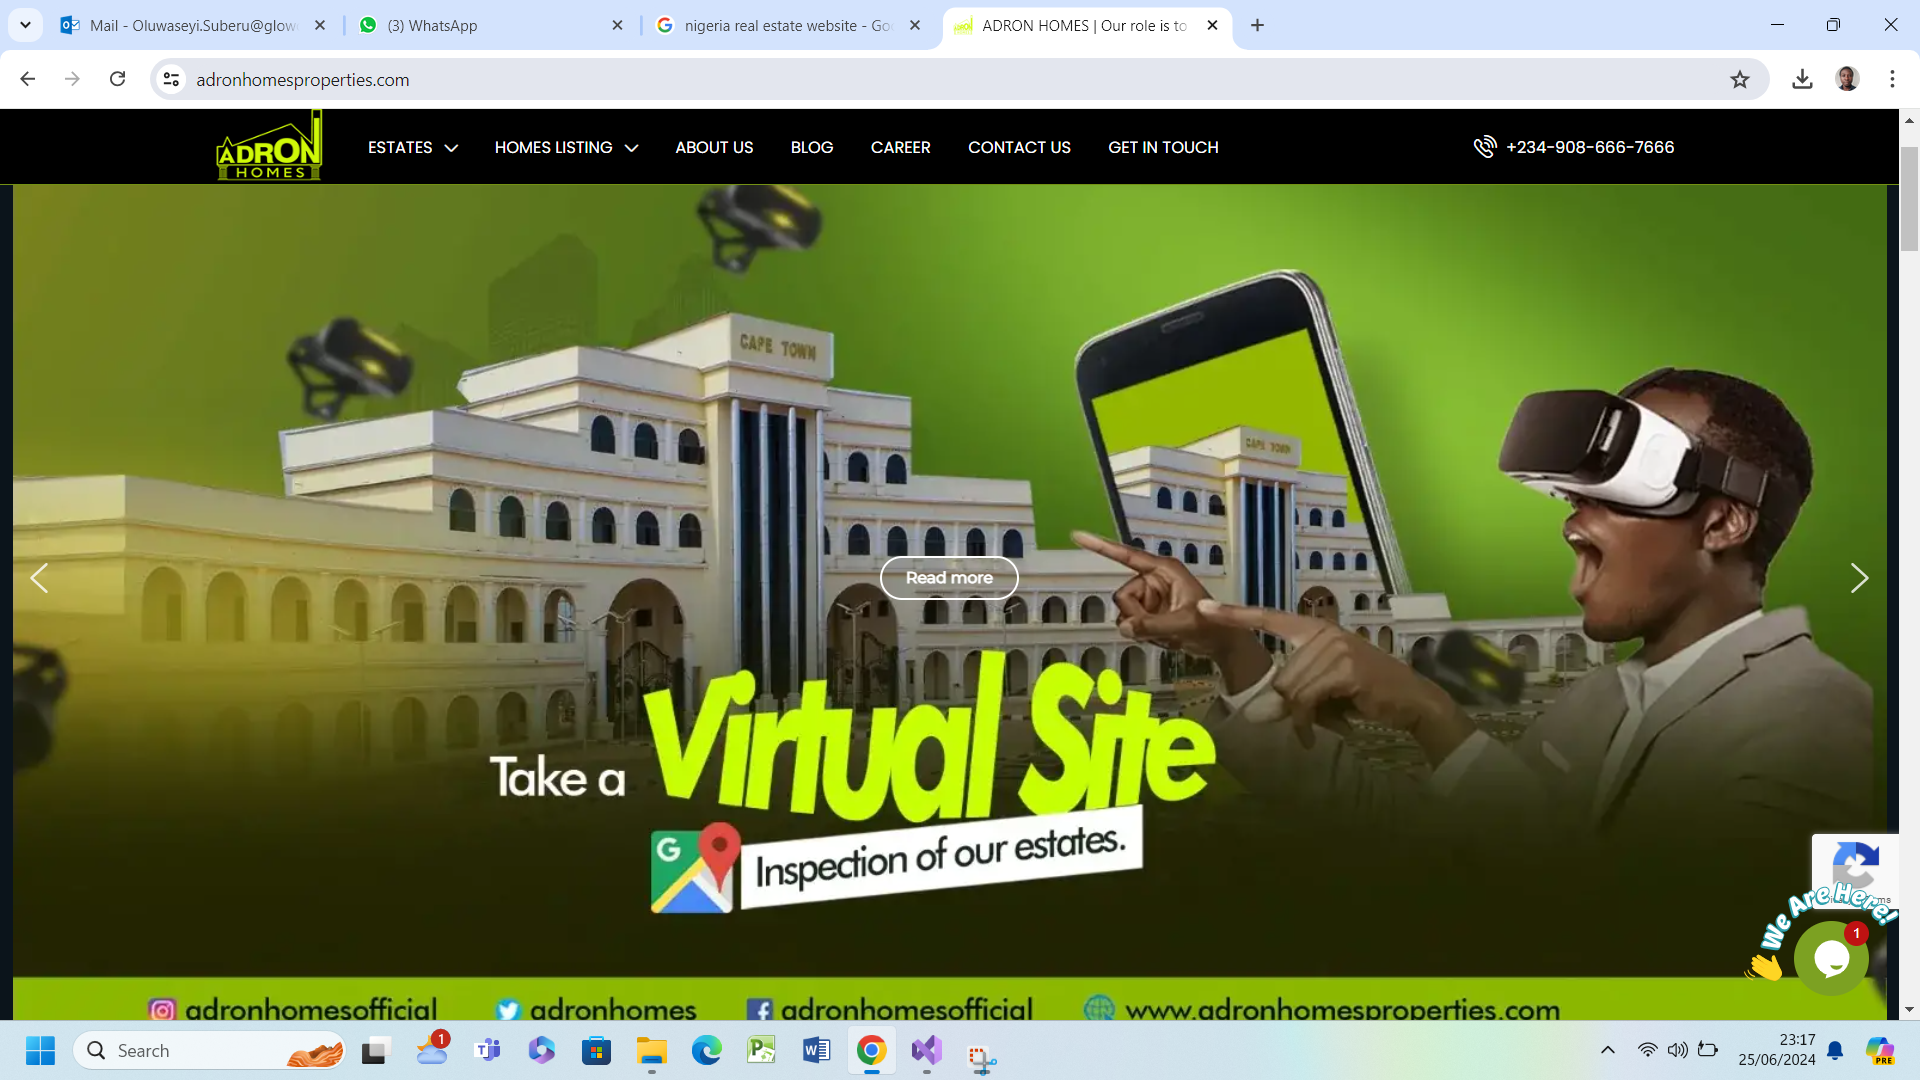 Mail - Oluwaseyi.Suberu@glow
(3) WhatsApp
nigeria real estate website - Go
ADRON HOMES | Our role is to
adronhomesproperties.com
ADRON
HOMES
ESTATES
HOMES LISTING
ABOUT US
BLOG
CAREER
CONTACT US
GET IN TOUCH
+234-908-666-7666
CAPE TOWN
CAPE TOWN
Read more
Take a Virtual Site
G
Inspection of our estates.
We Are Here!
1
adronhomesofficial
adronhomes
adronhomesofficial
www.adronhomesproperties.com
Search
1
23:17
25/06/2024
PRE